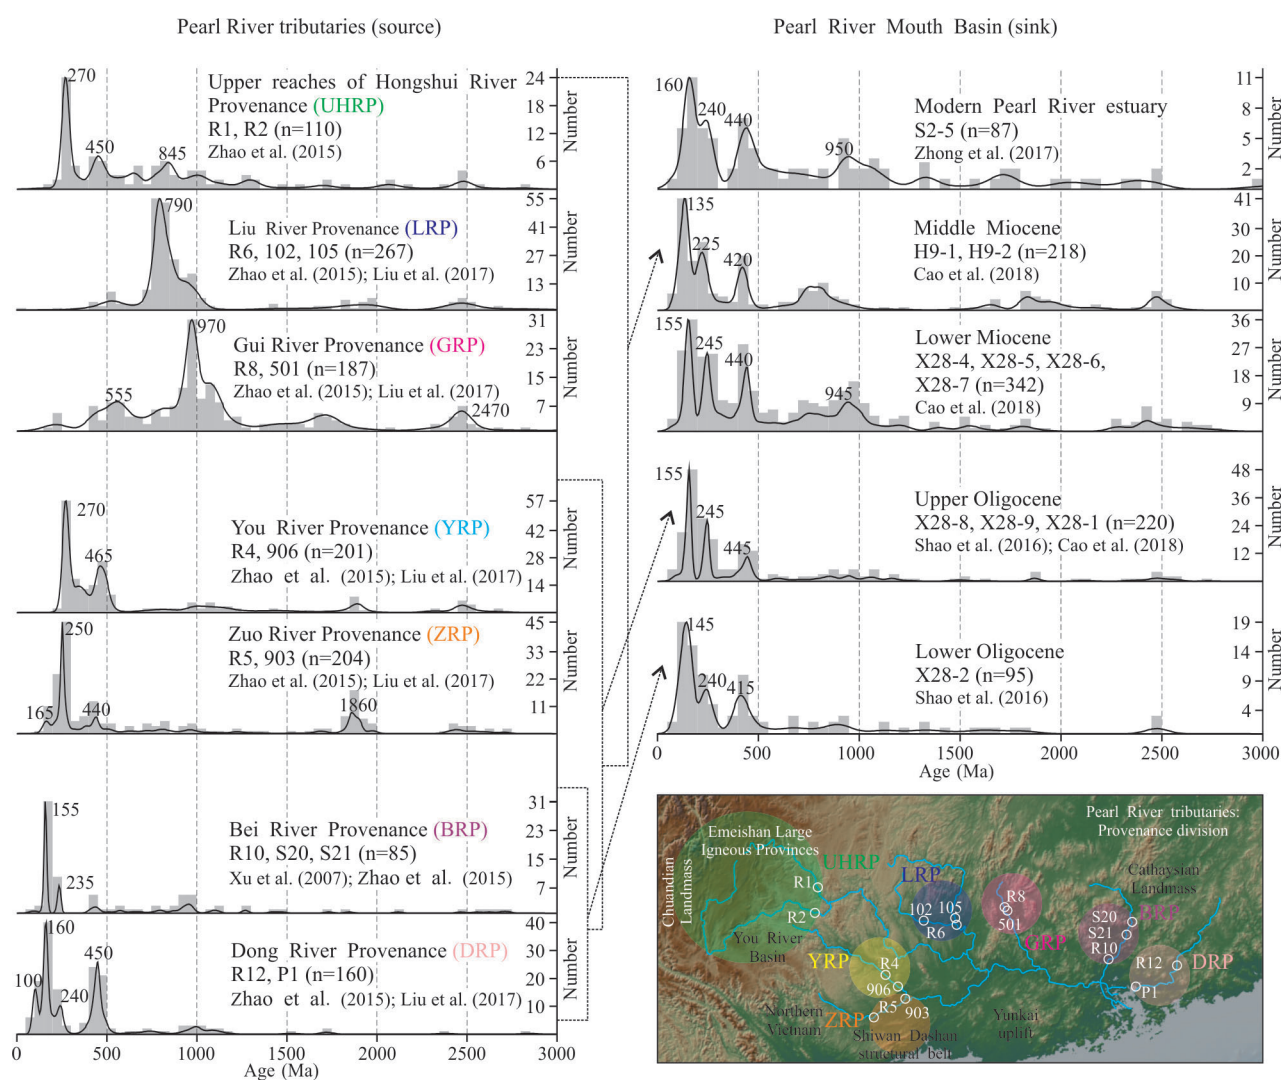 Pearl River tributaries (source)
270
450
845
Upper reaches of Hongshui River
Provenance (UHRP)
R1, R2 (n=110)
Zhao et al. (2015)
24
18
12
6
Number
790
Liu River Provenance (LRP)
R6, 102, 105 (n=267)
Zhao et al. (2015); Liu et al. (2017)
55
41
27
13
Number
970
555
2470
Gui River Provenance (GRP)
R8, 501 (n=187)
Zhao et al. (2015); Liu et al. (2017)
31
23
15
7
Number
270
465
You River Provenance (YRP)
R4, 906 (n=201)
Zhao et al. (2015); Liu et al. (2017)
57
42
28
14
Number
250
165
440
1860
Zuo River Provenance (ZRP)
R5, 903 (n=204)
Zhao et al. (2015); Liu et al. (2017)
45
33
22
11
Number
155
235
Bei River Provenance (BRP)
R10, S20, S21 (n=85)
Xu et al. (2007); Zhao et al. (2015)
31
23
15
7
Number
160
100
240
450
Dong River Provenance (DRP)
R12, P1 (n=160)
Zhao et al. (2015); Liu et al. (2017)
40
30
20
10
Number
0 500 1000 1500 2000 2500 3000
Age (Ma)
Pearl River Mouth Basin (sink)
160
240
440
950
Modern Pearl River estuary
S2-5 (n=87)
Zhong et al. (2017)
11
8
5
2
Number
135
225
420
Middle Miocene
H9-1, H9-2 (n=218)
Cao et al. (2018)
41
30
20
10
Number
155
245
440
945
Lower Miocene
X28-4, X28-5, X28-6,
X28-7 (n=342)
Cao et al. (2018)
36
27
18
9
Number
155
245
445
Upper Oligocene
X28-8, X28-9, X28-1 (n=220)
Shao et al. (2016); Cao et al. (2018)
48
36
24
12
Number
145
240
415
Lower Oligocene
X28-2 (n=95)
Shao et al. (2016)
19
14
9
4
Number
0 500 1000 1500 2000 2500 3000
Age (Ma)
Pearl River tributaries:
Provenance division
Emeishan Large
Igneous Provinces
Chuandian
Landmass
UHRP
R1
R2
You River
Basin
LRP
102
105
R6
R8
501
GRP
Cathaysian
Landmass
S20
BRP
S21
R10
R12
DRP
P1
YRP
R4
906
R5
903
ZRP
Northern
Vietnam
Shiwan Dashan
structural belt
Yunkai
uplift